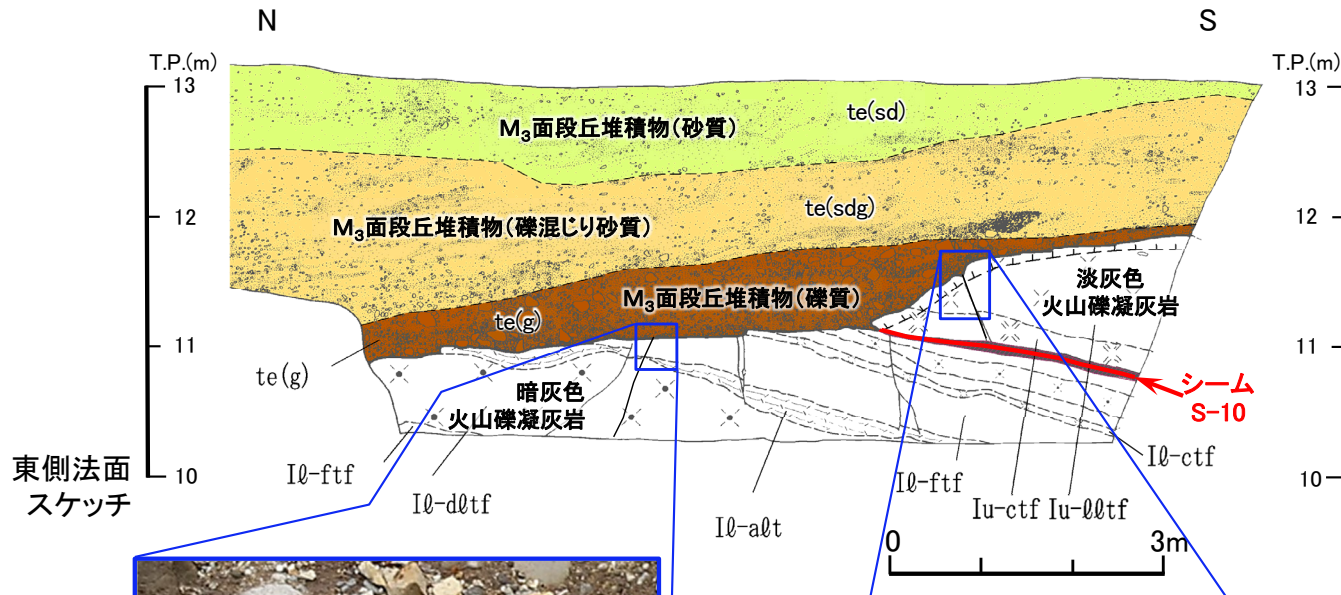 N
S
T.P.(m)
T.P.(m)
13
13
te(sd)
M₃面段丘堆積物(砂質)
12
12
te(sdg)
M₃面段丘堆積物(礫混じり砂質)
淡灰色
火山礫凝灰岩
M₃面段丘堆積物(礫質)
te(g)
11
11
te(g)
シーム
S-10
暗灰色
火山礫凝灰岩
東側法面
スケッチ
10
10
Iℓ-ftf
Iℓ-dℓtf
Iℓ-aℓt
Iℓ-ftf
Iu-ctf
Iu-ℓℓtf
Iℓ-ctf
0
3m